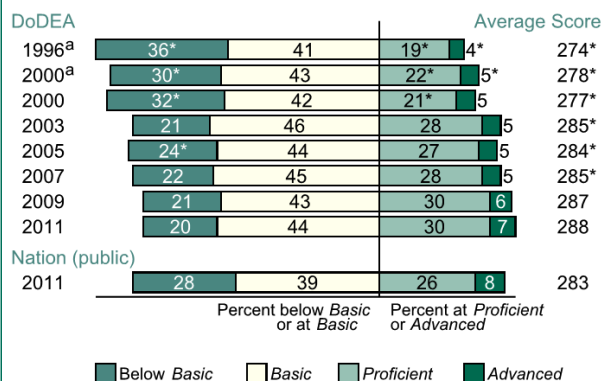 DoDEA Average Score
1996a 36* 41 19* 4* 274*
2000a 30* 43 22* 5* 278*
2000 32* 42 21* 5 277*
2003 21 46 28 5 285*
2005 24* 44 27 5 284*
2007 22 45 28 5 285*
2009 21 43 30 6 287
2011 20 44 30 7 288
Nation (public)
2011 28 39 26 8 283
Percent below Basic Percent at Proficient
or at Basic or Advanced
Below Basic Basic Proficient Advanced